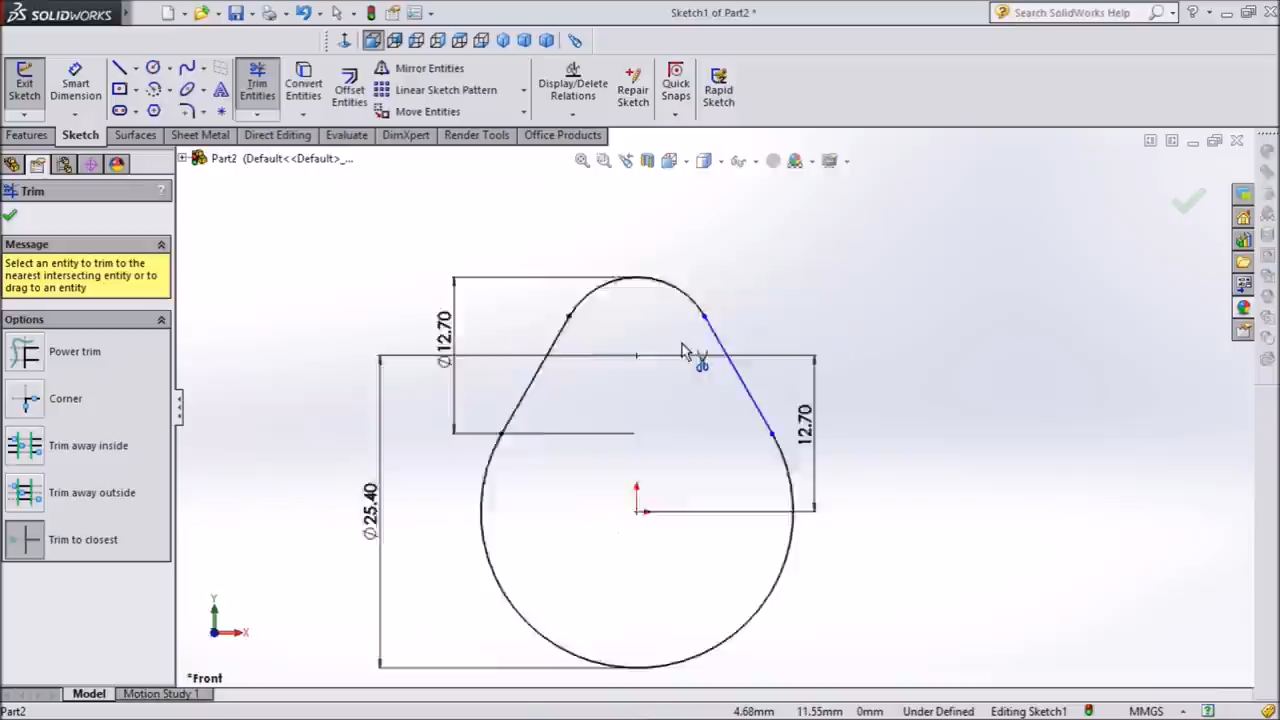 SOLIDWORKS
Sketch1 of Part2 *
Search SolidWorks Help
Exit
Sketch
Smart
Dimension
Trim
Entities
Convert
Entities
Offset
Entities
Mirror Entities
Linear Sketch Pattern
Move Entities
Display/Delete
Relations
Repair
Sketch
Quick
Snaps
Rapid
Sketch
Features
Sketch
Surfaces
Sheet Metal
Direct Editing
Evaluate
DimXpert
Render Tools
Office Products
Part2 (Default<<Default>_...
Trim
?
Message
Select an entity to trim to the
nearest intersecting entity or to
drag to an entity
Options
Power trim
Corner
Trim away inside
Trim away outside
Trim to closest
∅12.70
12.70
∅25.40
Y
X
*Front
Model
Motion Study 1
Part2
4.68mm
11.55mm
0mm
Under Defined
Editing Sketch1
MMGS